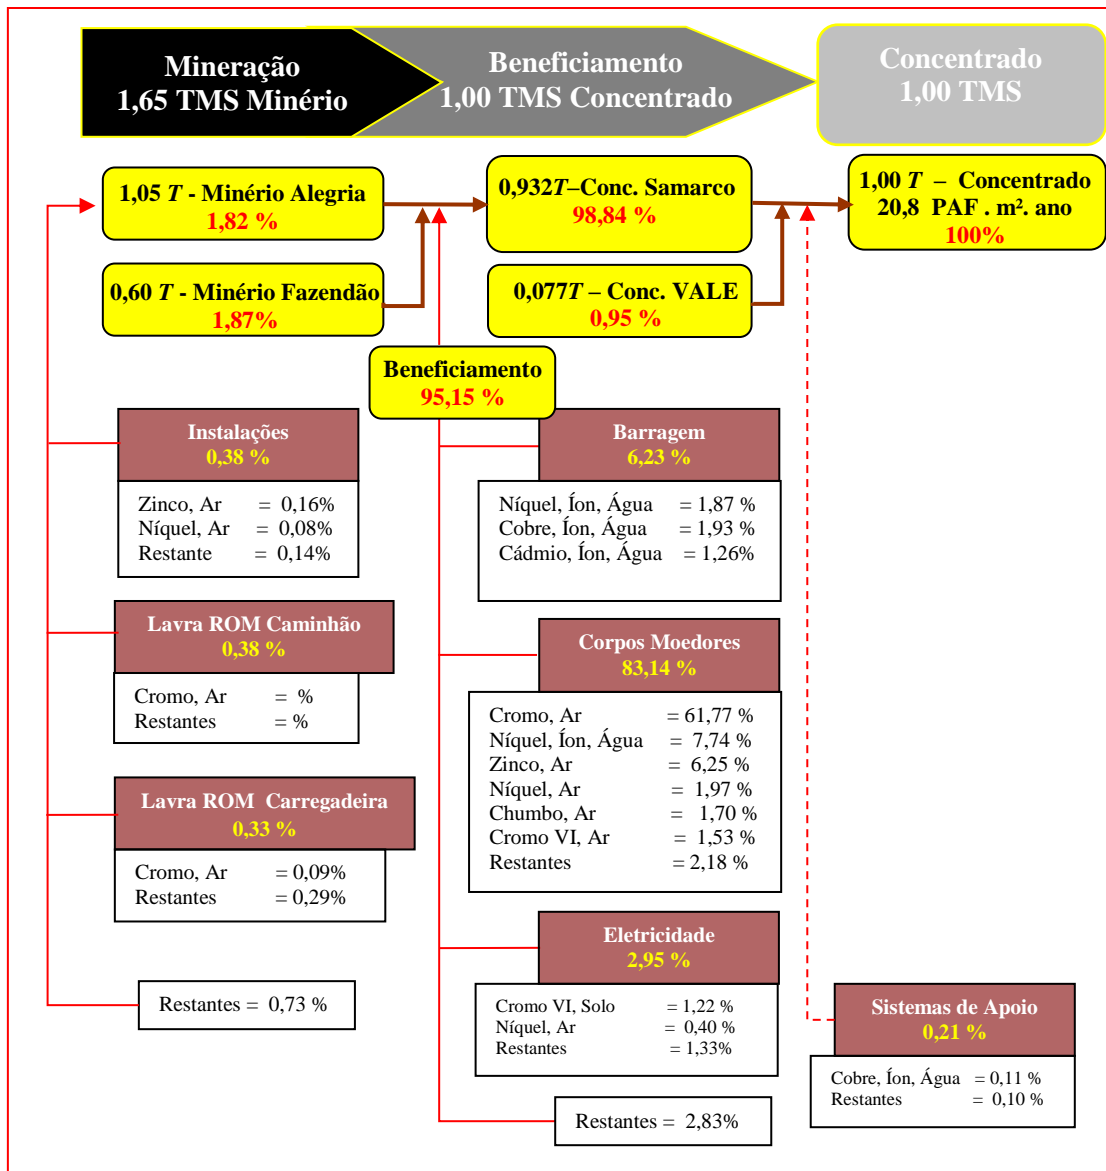 Mineração
1,65 TMS Minério
Beneficiamento
1,00 TMS Concentrado
Concentrado
1,00 TMS
1,05 T - Minério Alegria
1,82 %
0,932T–Conc. Samarco
98,84 %
1,00 T – Concentrado
20,8 PAF . m². ano
100%
0,60 T - Minério Fazendão
1,87%
0,077T – Conc. VALE
0,95 %
Beneficiamento
95,15 %
Instalações
0,38 %
Zinco, Ar = 0,16%
Níquel, Ar = 0,08%
Restante = 0,14%
Lavra ROM Caminhão
0,38 %
Cromo, Ar = %
Restantes = %
Lavra ROM Carregadeira
0,33 %
Cromo, Ar = 0,09%
Restantes = 0,29%
Restantes = 0,73 %
Barragem
6,23 %
Níquel, Íon, Água = 1,87 %
Cobre, Íon, Água = 1,93 %
Cádmio, Íon, Água = 1,26%
Corpos Moedores
83,14 %
Cromo, Ar = 61,77 %
Níquel, Íon, Água = 7,74 %
Zinco, Ar = 6,25 %
Níquel, Ar = 1,97 %
Chumbo, Ar = 1,70 %
Cromo VI, Ar = 1,53 %
Restantes = 2,18 %
Eletricidade
2,95 %
Cromo VI, Solo = 1,22 %
Níquel, Ar = 0,40 %
Restantes = 1,33%
Restantes = 2,83%
Sistemas de Apoio
0,21 %
Cobre, Íon, Água = 0,11 %
Restantes = 0,10 %